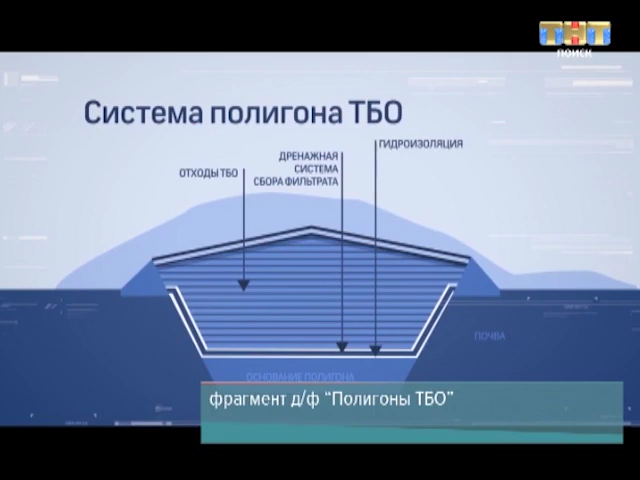 ТНТ
ПОИСК
Система полигона ТБО
ГИДРОИЗОЛЯЦИЯ
ДРЕНАЖНАЯ
СИСТЕМА
СБОРА ФИЛЬТРАТА
ОТХОДЫ ТБО
ПОЧВА
ОСНОВАНИЕ ПОЛИГОНА
фрагмент д/ф “Полигоны ТБО”